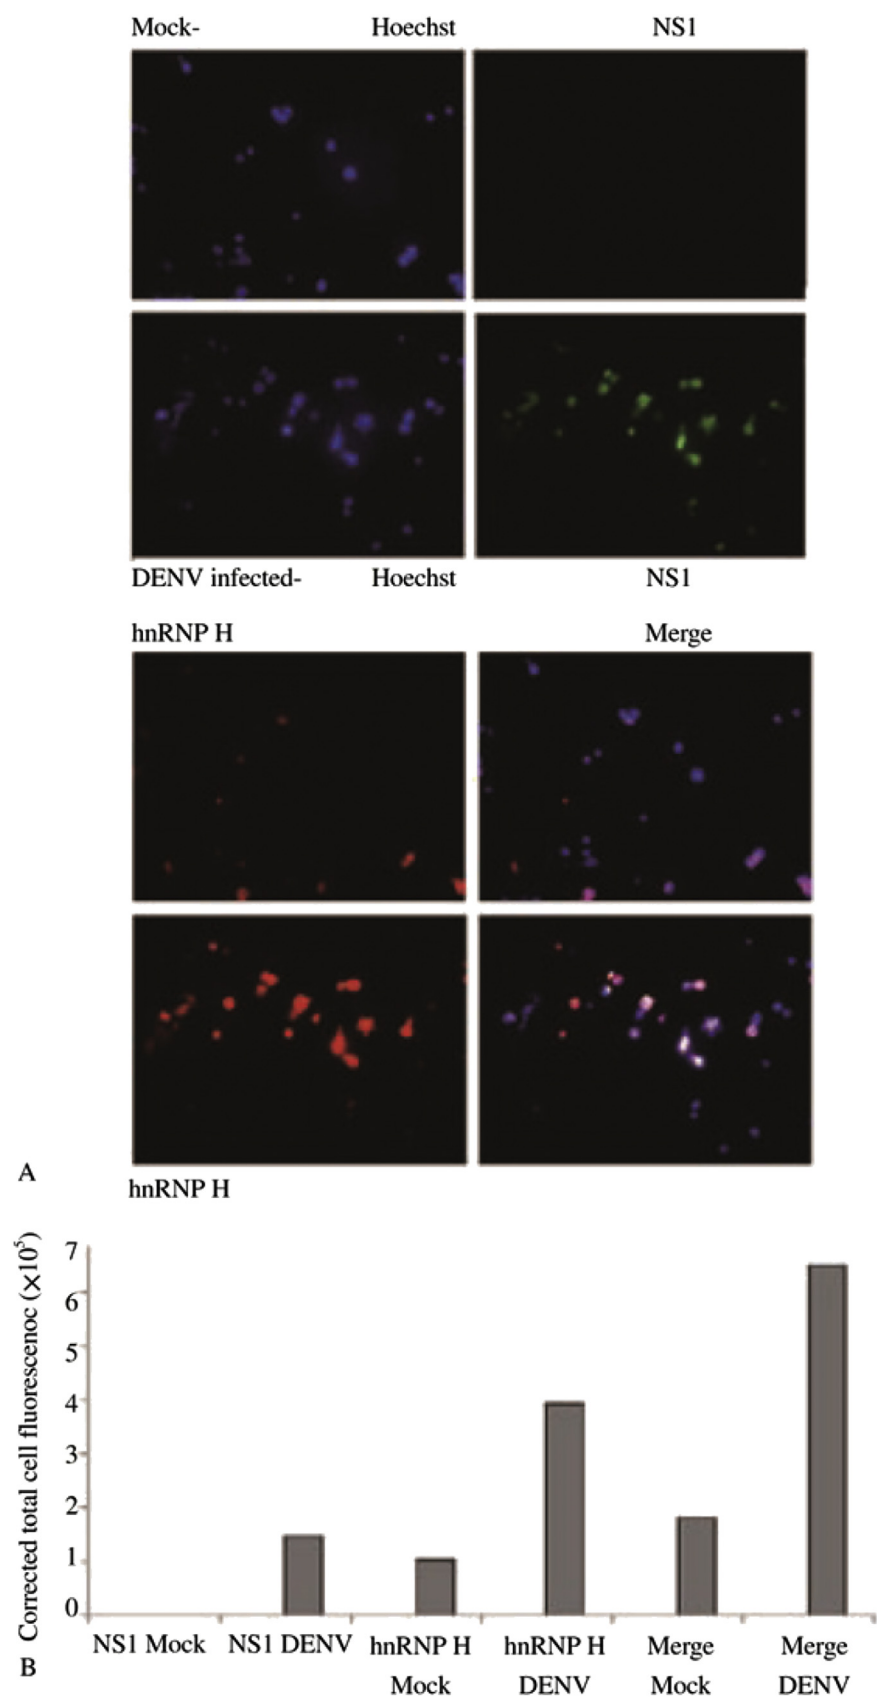 Mock- Hoechst NS1
DENV infected- Hoechst NS1
hnRNP H Merge
A
hnRNP H
Corrected total cell fluorescenoc (×10⁵)
7
6
5
4
3
2
1
0
NS1 Mock NS1 DENV hnRNP H hnRNP H Merge Merge
Mock DENV Mock DENV
B